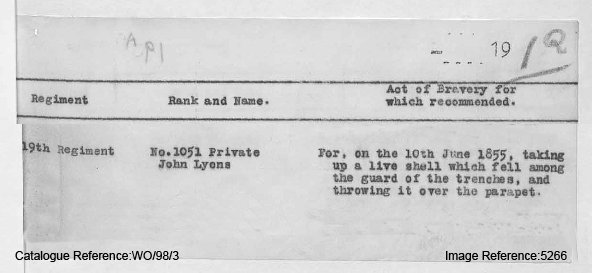 A
P1
19
1Q
Regiment Rank and Name. Act of Bravery for
which recommended.
19th Regiment No.1051 Private For, on the 10th June 1855, taking
John Lyons up a live shell which fell among
the guard of the trenches, and
throwing it over the parapet.
Catalogue Reference:WO/98/3 Image Reference:5266